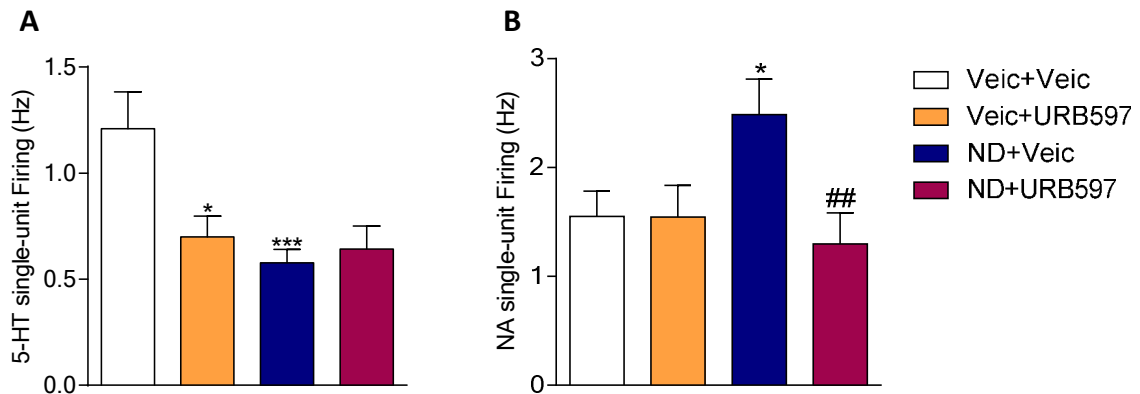 A
5-HT single-unit Firing (Hz)
1.5
1.0
0.5
0.0
*
***
B
NA single-unit Firing (Hz)
3
2
1
0
*
##
Veic+Veic
Veic+URB597
ND+Veic
ND+URB597